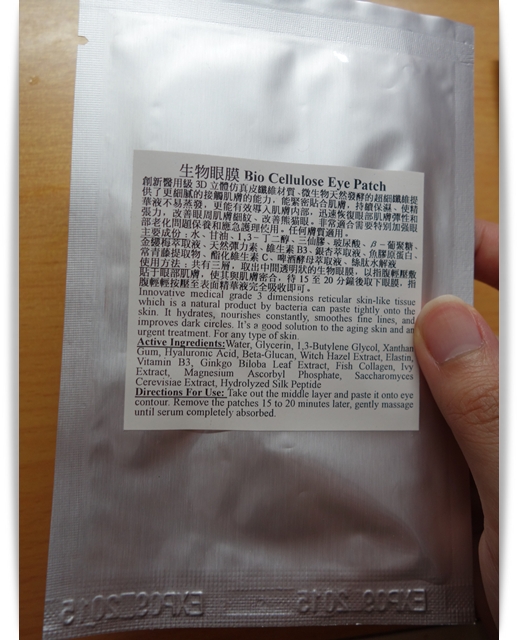 生物眼膜 Bio Cellulose Eye Patch
創新醫用級 3D 立體仿真皮纖維材質、微生物天然發酵的超細纖維提
供了更細膩的接觸肌膚的能力，能緊密貼合肌膚，持續保濕、使精
華液不易蒸發，更能有效導入肌膚內部，迅速恢復眼部肌膚彈性和
張力，改善眼周肌膚細紋、改善熊貓眼。非常適合需要特別加強眼
部老化問題保養和應急護理使用。任何膚質適用。
主要成份：水、甘油、1,3-丁二醇、三仙膠、玻尿酸、β－葡聚糖、
金縷梅萃取液、天然彈力素、維生素 B3、銀杏萃取液、魚膠原蛋白、
常青藤提取物、酯化維生素 C、啤酒酵母萃取液、絲肽水解液
使用方法：共有三層，取出中間透明狀的生物眼膜，以指腹輕壓敷
貼于眼部肌膚，使其與肌膚密合，待 15 至 20 分鐘後取下眼膜，指
腹輕輕按壓至表面精華液完全吸收即可。
Innovative medical grade 3 dimensions reticular skin-like tissue
which is a natural product by bacteria can paste tightly onto the
skin. It hydrates, nourishes constantly, smoothes fine lines, and
improves dark circles. It's a good solution to the aging skin and an
urgent treatment. For any type of skin.
Active Ingredients:Water, Glycerin, 1,3-Butylene Glycol, Xanthan
Gum, Hyaluronic Acid, Beta-Glucan, Witch Hazel Extract, Elastin,
Vitamin B3, Ginkgo Biloba Leaf Extract, Fish Collagen, Ivy
Extract, Magnesium Ascorbyl Phosphate, Saccharomyces
Cerevisiae Extract, Hydrolyzed Silk Peptide
Directions For Use: Take out the middle layer and paste it onto eye
contour. Remove the patches 15 to 20 minutes later, gently massage
until serum completely absorbed.
EXP09 2015 EXP09 2015